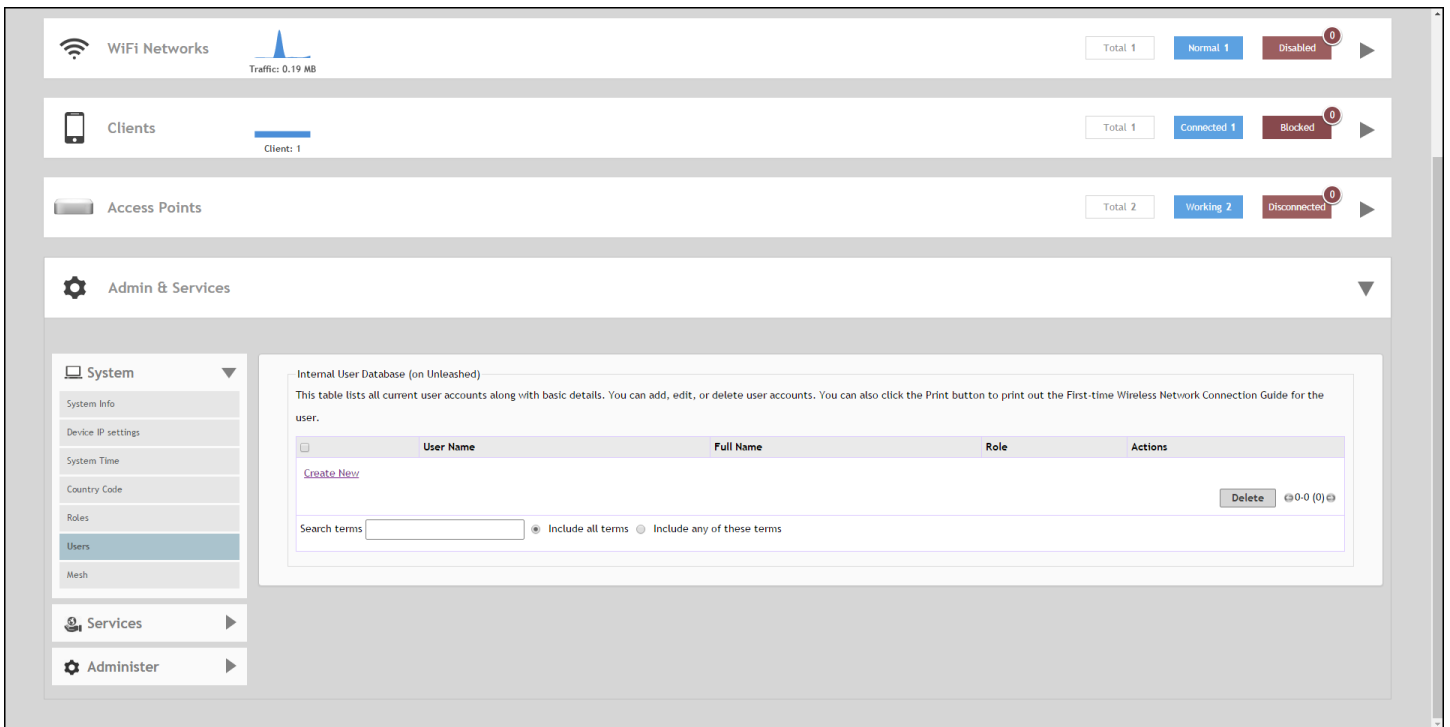 WiFi Networks
Traffic: 0.19 MB
Total 1
Normal 1
Disabled
0
Clients
Client: 1
Total 1
Connected 1
Blocked
0
Access Points
Total 2
Working 2
Disconnected
0
Admin & Services
System
System Info
Device IP settings
System Time
Country Code
Roles
Users
Mesh
Services
Administer
Internal User Database (on Unleashed)
This table lists all current user accounts along with basic details. You can add, edit, or delete user accounts. You can also click the Print button to print out the First-time Wireless Network Connection Guide for the
user.
User Name Full Name Role Actions
Create New
Delete 0-0 (0)
Search terms Include all terms Include any of these terms